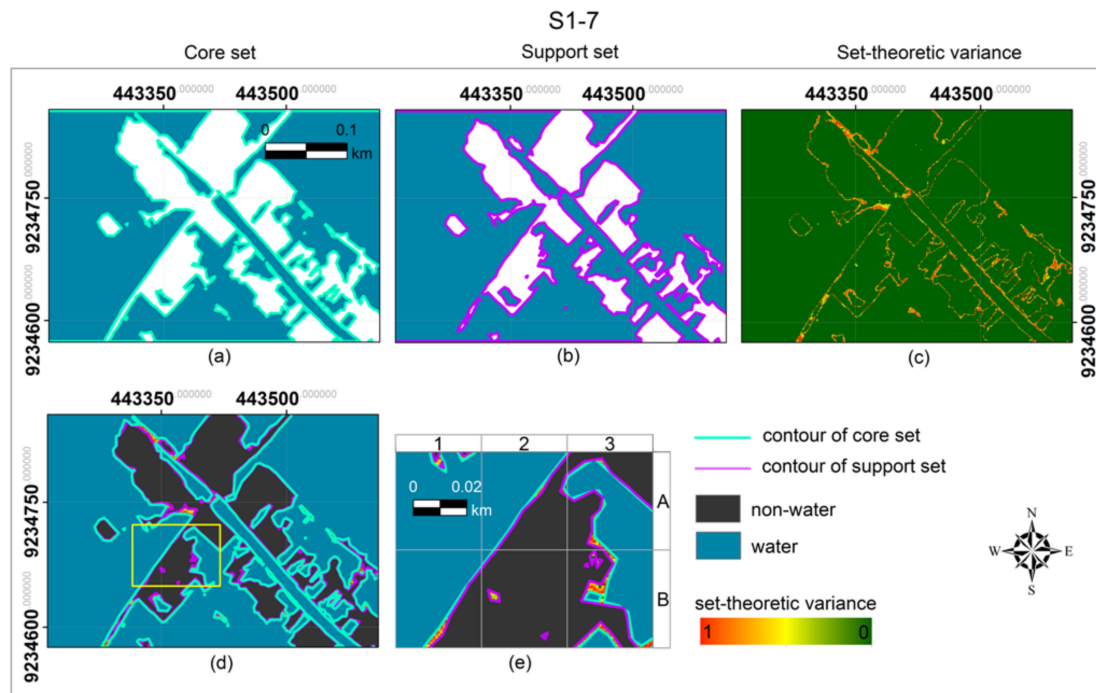 S1-7
Core set
Support set
Set-theoretic variance
443350.000000 443500.000000
443350.000000 443500.000000
443350.000000 443500.000000
9234750.000000
9234600.000000
0 0.1
km
9234750.000000
9234600.000000
(a)
(b)
(c)
443350.000000 443500.000000
9234750.000000
9234600.000000
(d)
1 2 3
A
B
0 0.02
km
(e)
contour of core set
contour of support set
non-water
water
set-theoretic variance
1 0
N
W E
S